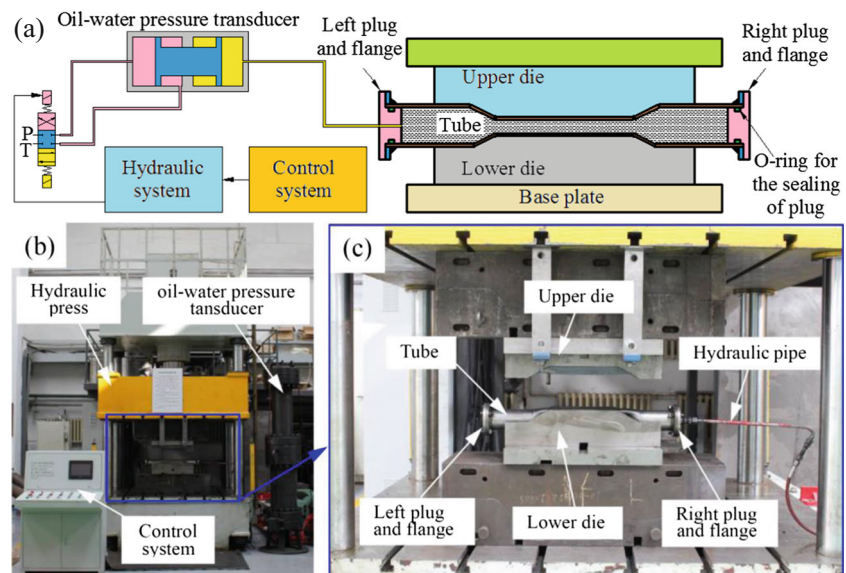 (a)
Oil-water pressure transducer
Left plug
and flange
Right plug
and flange
Upper die
Tube
P
T
Hydraulic
system
Control
system
Lower die
Base plate
O-ring for
the sealing
of plug
(b)
Hydraulic
press
oil-water pressure
tansducer
Control
system
(c)
Upper die
Tube
Hydraulic pipe
Left plug
and flange
Lower die
Right plug
and flange